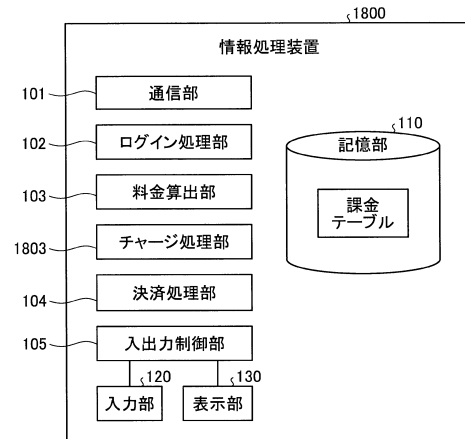 1800
情報処理装置
101
通信部
102
ログイン処理部
103
料金算出部
1803
チャージ処理部
104
決済処理部
105
入出力制御部
120
入力部
130
表示部
110
記憶部
課金
テーブル